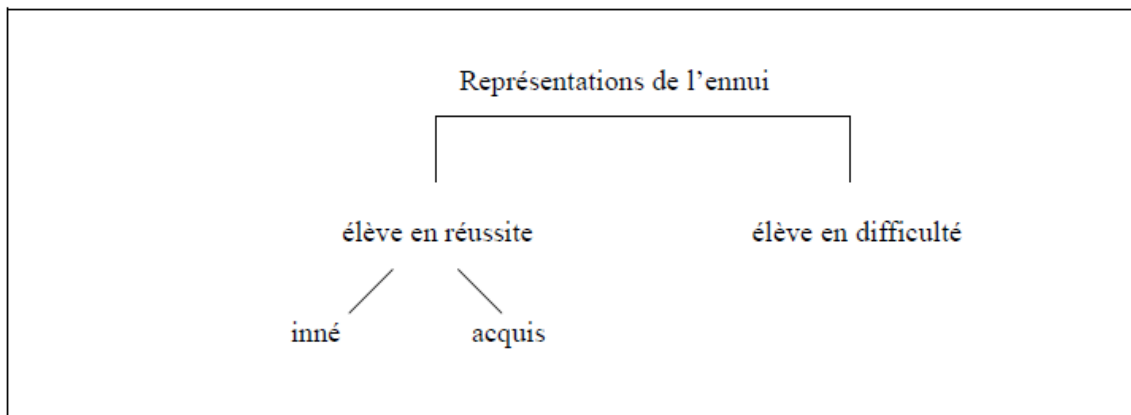 Représentations de l’ennui
élève en réussite élève en difficulté
inné acquis